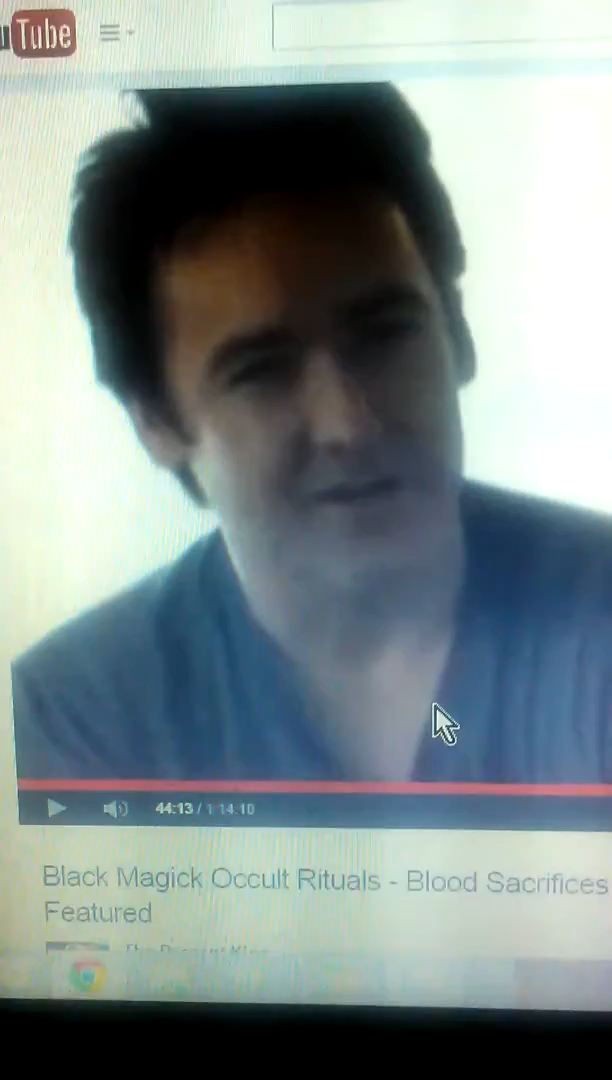 Tube
44:13 / 1:14:10
Black Magick Occult Rituals - Blood Sacrifices
Featured